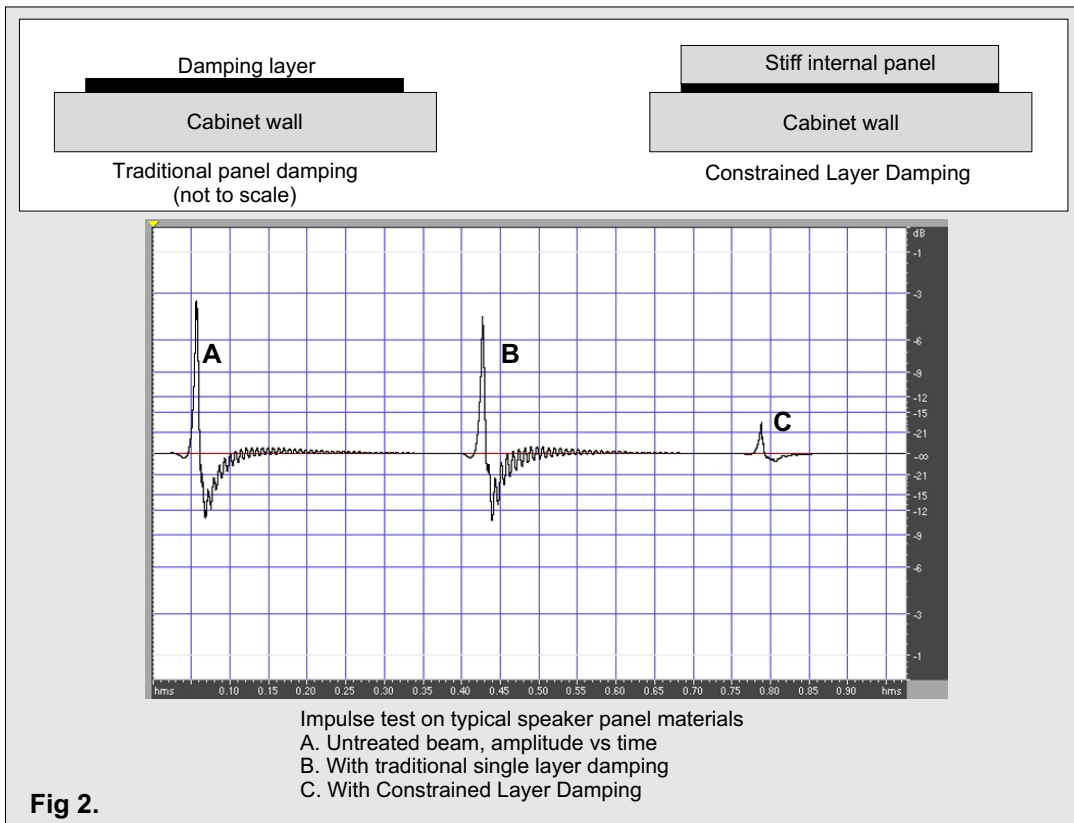 Damping layer
Cabinet wall
Traditional panel damping
(not to scale)
Stiff internal panel
Cabinet wall
Constrained Layer Damping
A
B
C
dB
-1
-3
-6
-9
-12
-15
-21
-00
-21
-15
-12
-9
-6
-3
-1
hms 0.10 0.15 0.20 0.25 0.30 0.35 0.40 0.45 0.50 0.55 0.60 0.65 0.70 0.75 0.80 0.85 0.90 hms
Impulse test on typical speaker panel materials
A. Untreated beam, amplitude vs time
B. With traditional single layer damping
C. With Constrained Layer Damping
Fig 2.